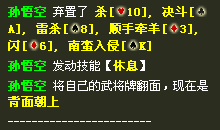 孙悟空 弃置了 杀[♦10], 决斗[♠
A], 雷杀[♠8], 顺手牵羊[♠3],
闪[♦6], 南蛮入侵[♠K]
孙悟空 发动技能【休息】
孙悟空 将自己的武将牌翻面,现在是
背面朝上
------------------------